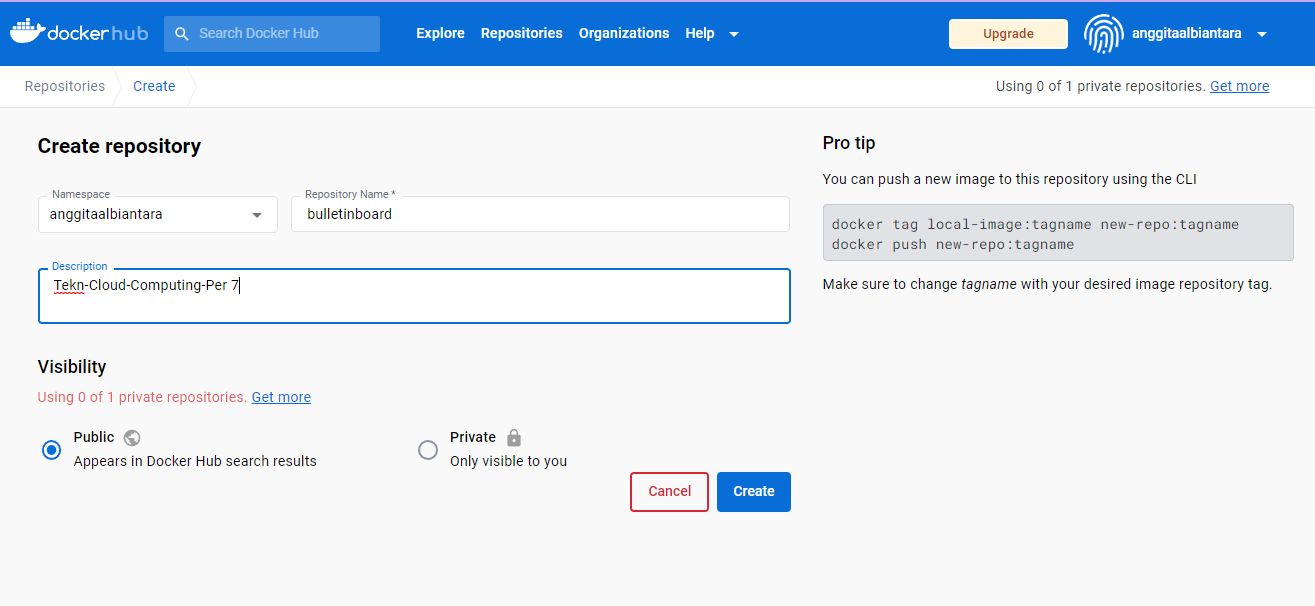 docker hub
Search Docker Hub
Explore Repositories Organizations Help
Upgrade
anggitaalbiantara
Repositories Create
Using 0 of 1 private repositories. Get more
Create repository
Namespace
anggitaalbiantara
Repository Name *
bulletinboard
Description
Tekn-Cloud-Computing-Per 7
Visibility
Using 0 of 1 private repositories. Get more
Public
Appears in Docker Hub search results
Private
Only visible to you
Cancel
Create
Pro tip
You can push a new image to this repository using the CLI
docker tag local-image:tagname new-repo:tagname
docker push new-repo:tagname
Make sure to change tagname with your desired image repository tag.